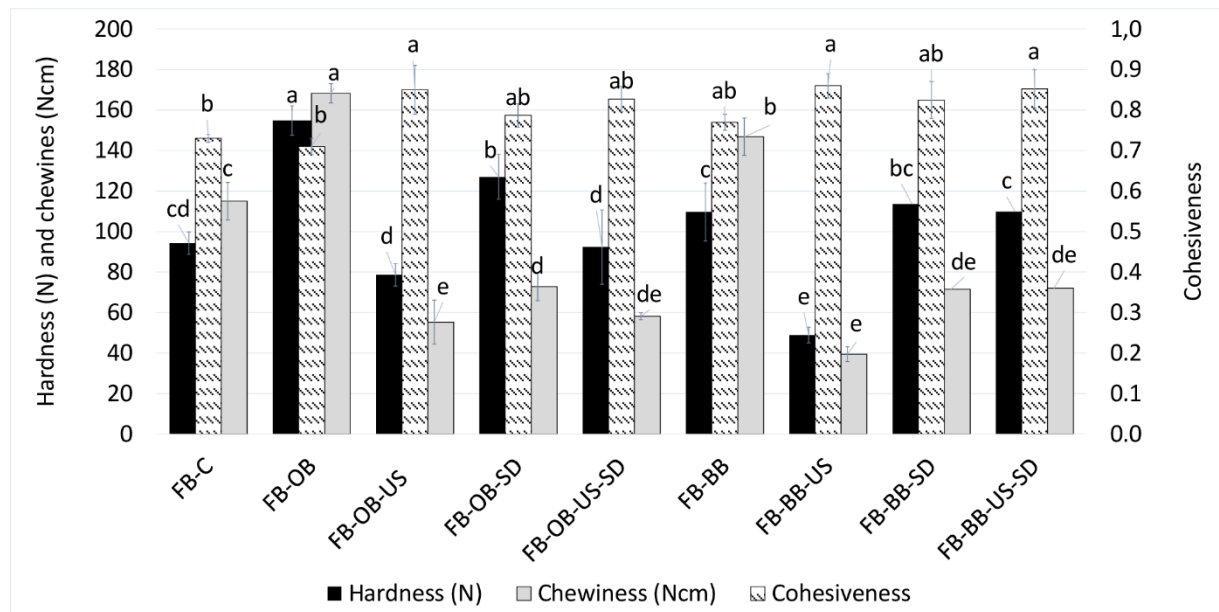 Hardness (N) and chewines (Ncm)
200
180
160
140
120
100
80
60
40
20
0
cd
b
c
a
b
a
d
a
e
b
ab
d
d
ab
de
c
ab
b
e
a
e
bc
ab
de
c
a
de
1,0
0.9
0.8
0.7
0.6
0.5
0.4
0.3
0.2
0.1
0.0
Cohesiveness
FB-C
FB-OB
FB-OB-US
FB-OB-SD
FB-OB-US-SD
FB-BB
FB-BB-US
FB-BB-SD
FB-BB-US-SD
Hardness (N) Chewiness (Ncm) Cohesiveness